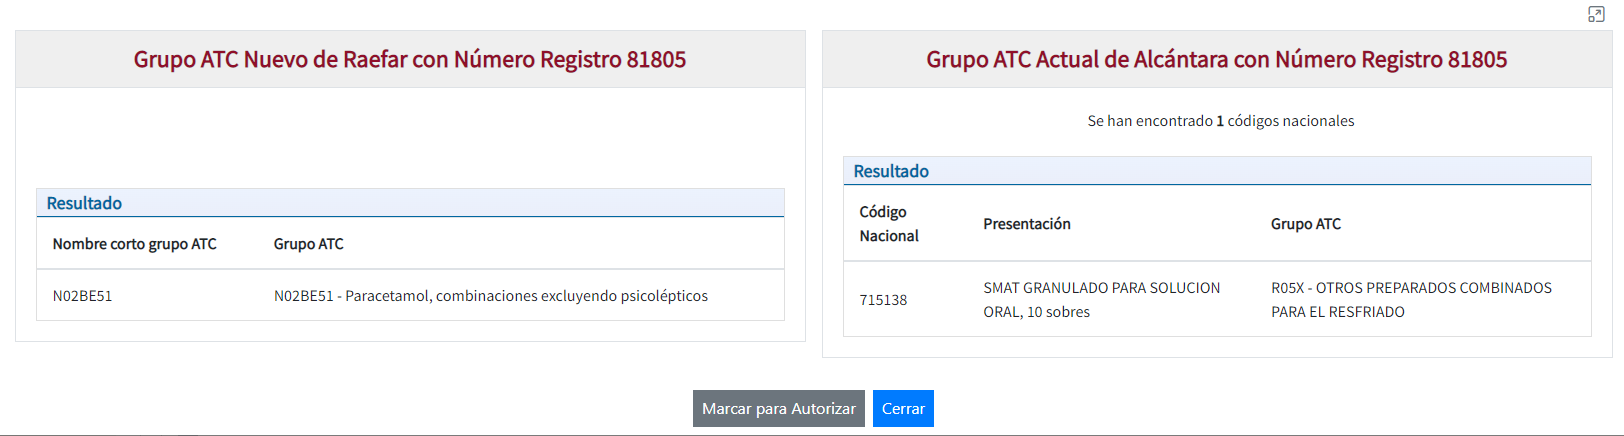 Grupo ATC Nuevo de Raefar con Número Registro 81805
Resultado
Nombre corto grupo ATC Grupo ATC
N02BE51 N02BE51 - Paracetamol, combinaciones excluyendo psicolépticos
Grupo ATC Actual de Alcántara con Número Registro 81805
Se han encontrado 1 códigos nacionales
Resultado
Código Nacional Presentación Grupo ATC
715138 SMAT GRANULADO PARA SOLUCION ORAL, 10 sobres R05X - OTROS PREPARADOS COMBINADOS PARA EL RESFRIADO
Marcar para Autorizar Cerrar